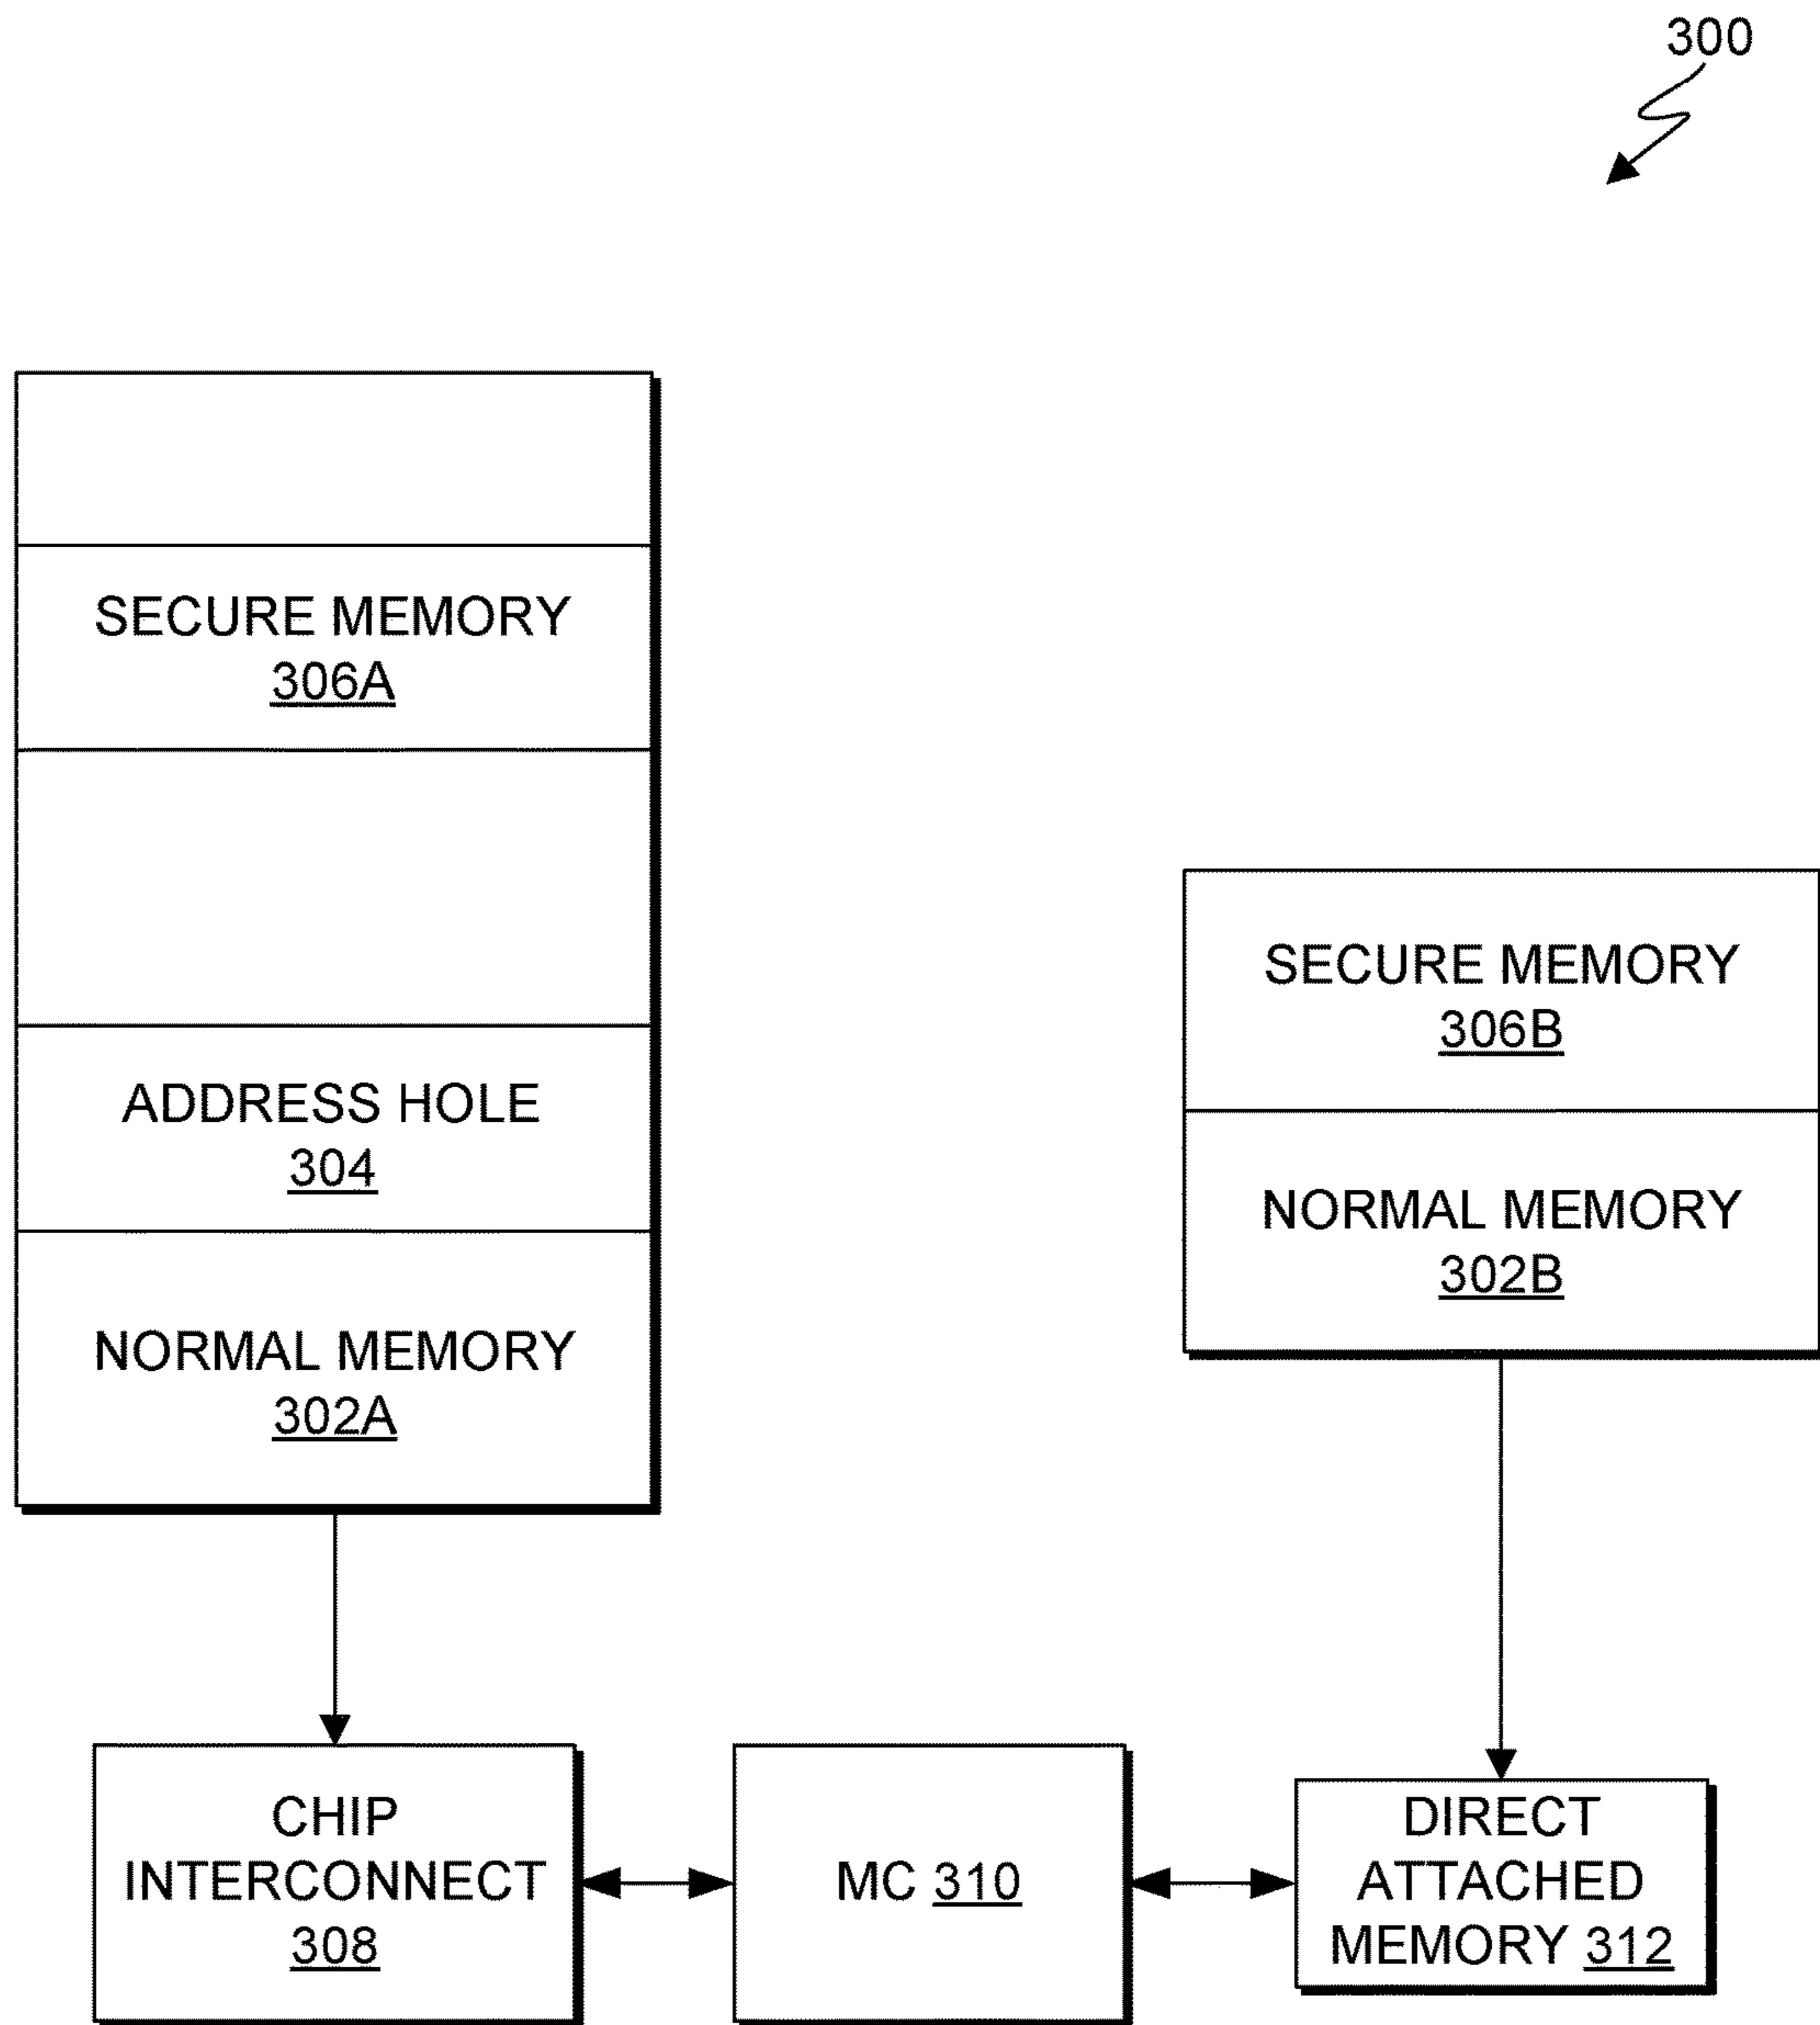 300
SECURE MEMORY
306A
ADDRESS HOLE
304
NORMAL MEMORY
302A
SECURE MEMORY
306B
NORMAL MEMORY
302B
CHIP
INTERCONNECT
308
MC 310
DIRECT
ATTACHED
MEMORY 312